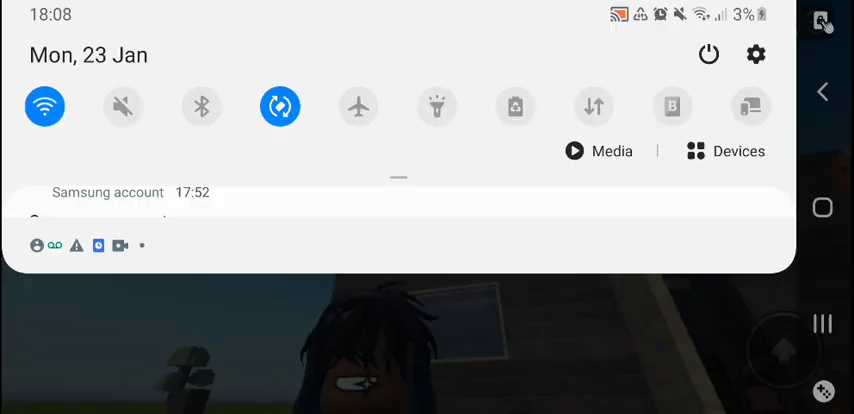 18:08 3%
Mon, 23 Jan
B
Media | Devices
Samsung account 17:52